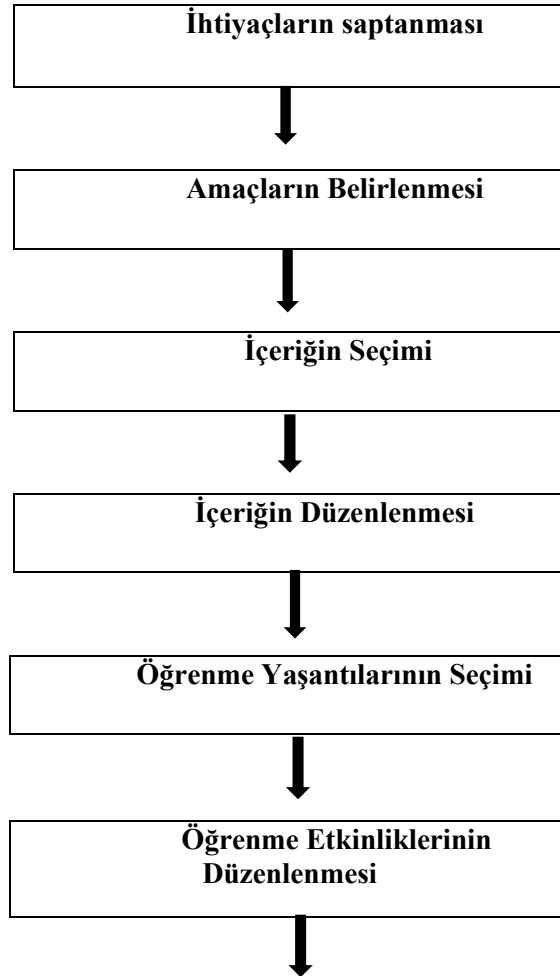 İhtiyaçların saptanması
Amaçların Belirlenmesi
İçeriğin Seçimi
İçeriğin Düzenlenmesi
Öğrenme Yaşantılarının Seçimi
Öğrenme Etkinliklerinin
Düzenlenmesi